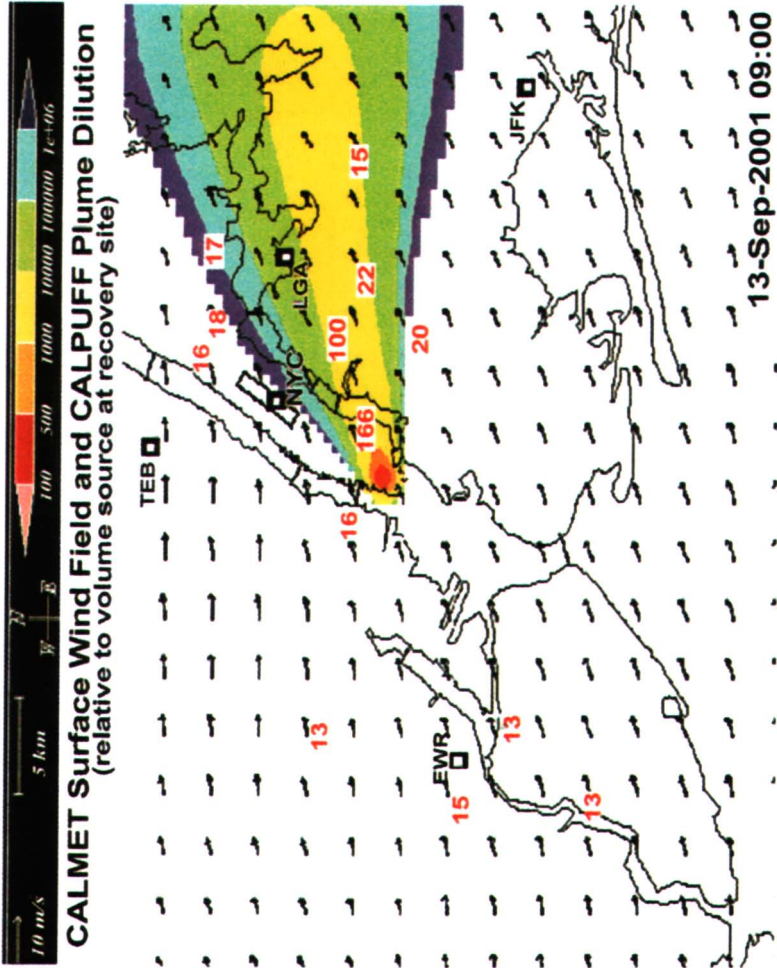 10 m/s
5 km
N
W E
100 500 1000 10000 100000 1e+06
CALMET Surface Wind Field and CALPUFF Plume Dilution
(relative to volume source at recovery site)
TEB
16
18
17
NYC
LGA
13
16
166
100
22
15
15
EWR
20
13
13
JFK
13-Sep-2001 09:00